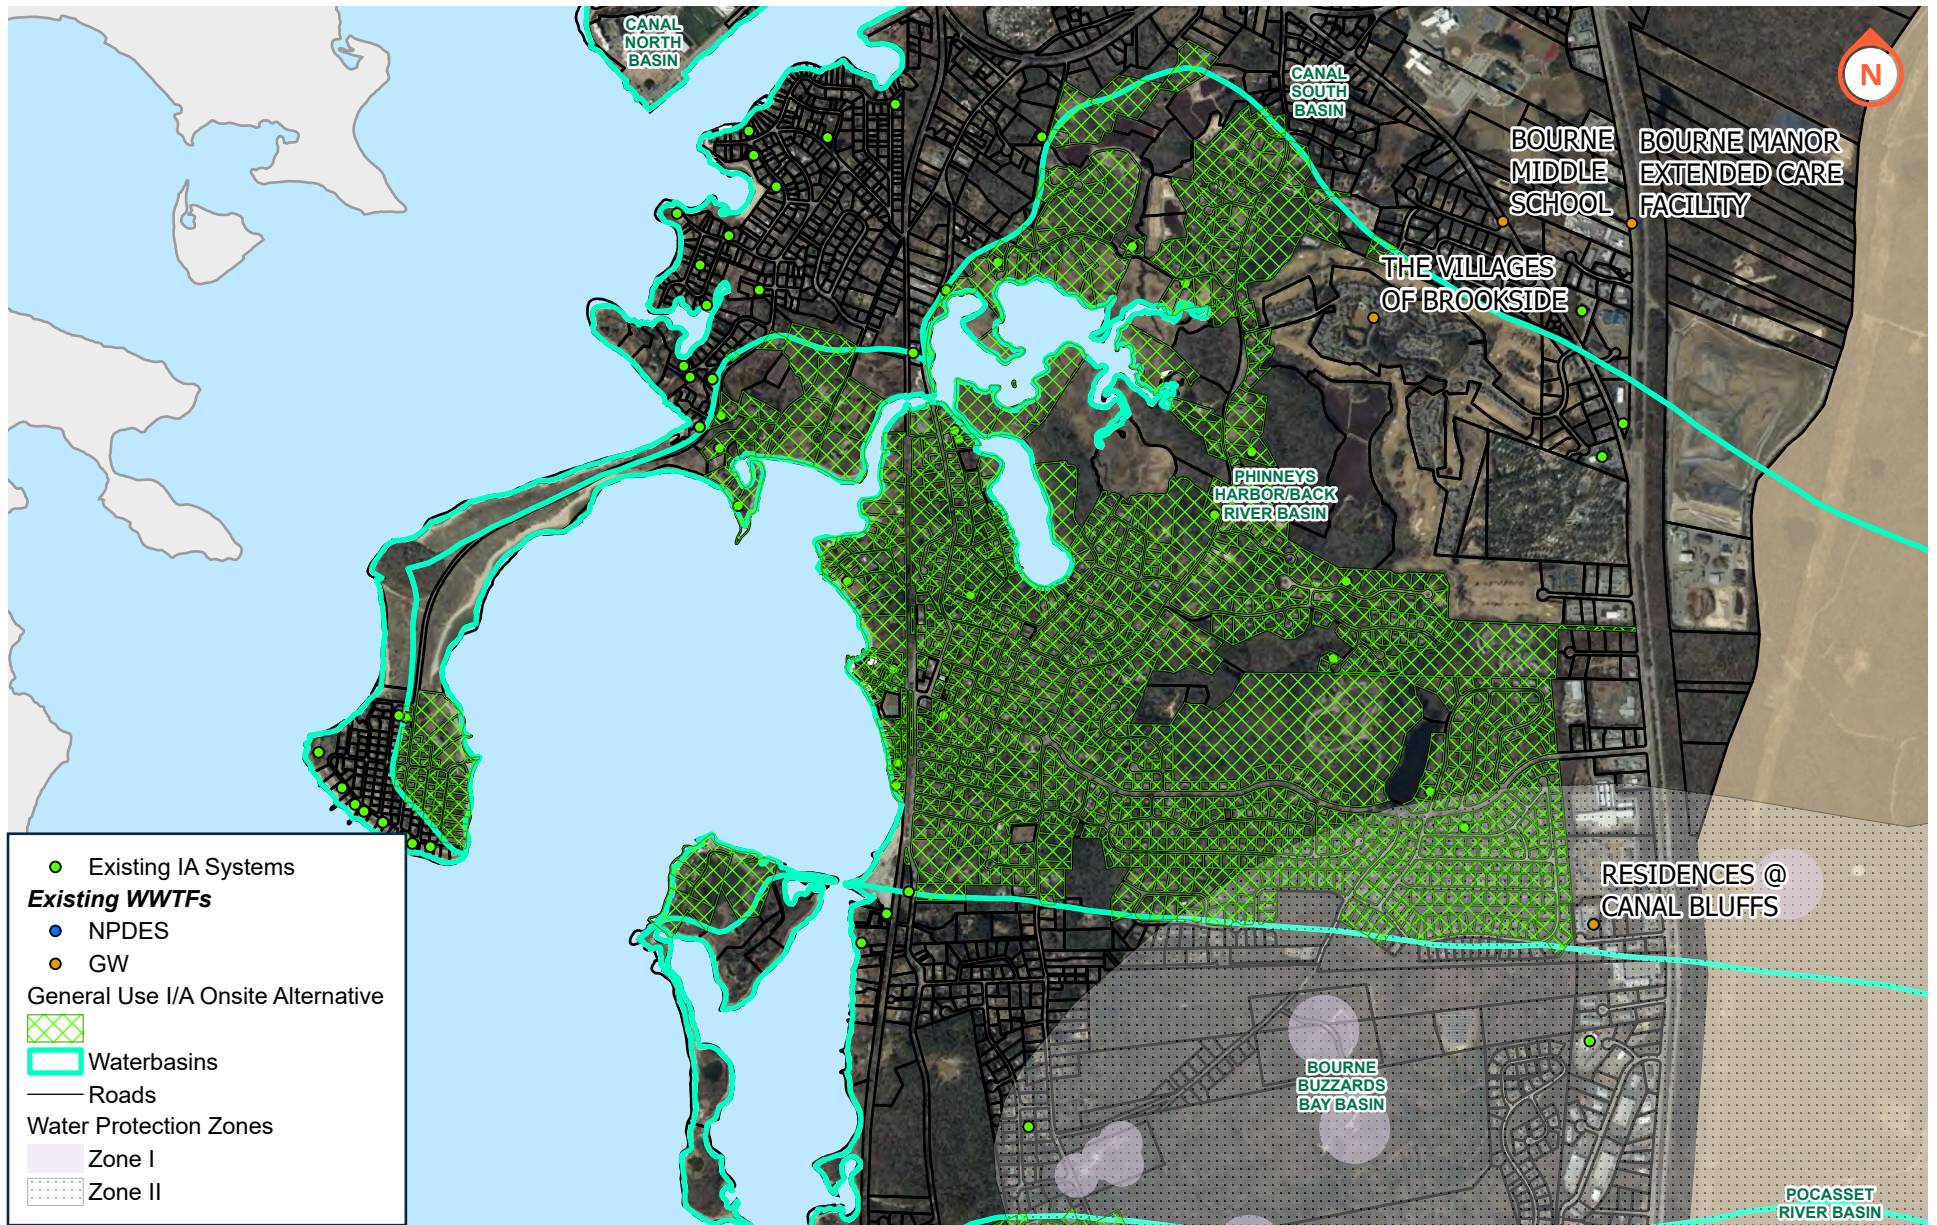 CANAL
NORTH
BASIN
CANAL
SOUTH
BASIN
N
BOURNE
MIDDLE
SCHOOL
BOURNE MANOR
EXTENDED CARE
FACILITY
THE VILLAGES
OF BROOKSIDE
PHINNEYS
HARBOR/BACK
RIVER BASIN
RESIDENCES @
CANAL BLUFFS
BOURNE
BUZZARDS
BAY BASIN
POCASSET
RIVER BASIN
Existing IA Systems
Existing WWTFs
NPDES
GW
General Use I/A Onsite Alternative
Waterbasins
Roads
Water Protection Zones
Zone I
Zone II